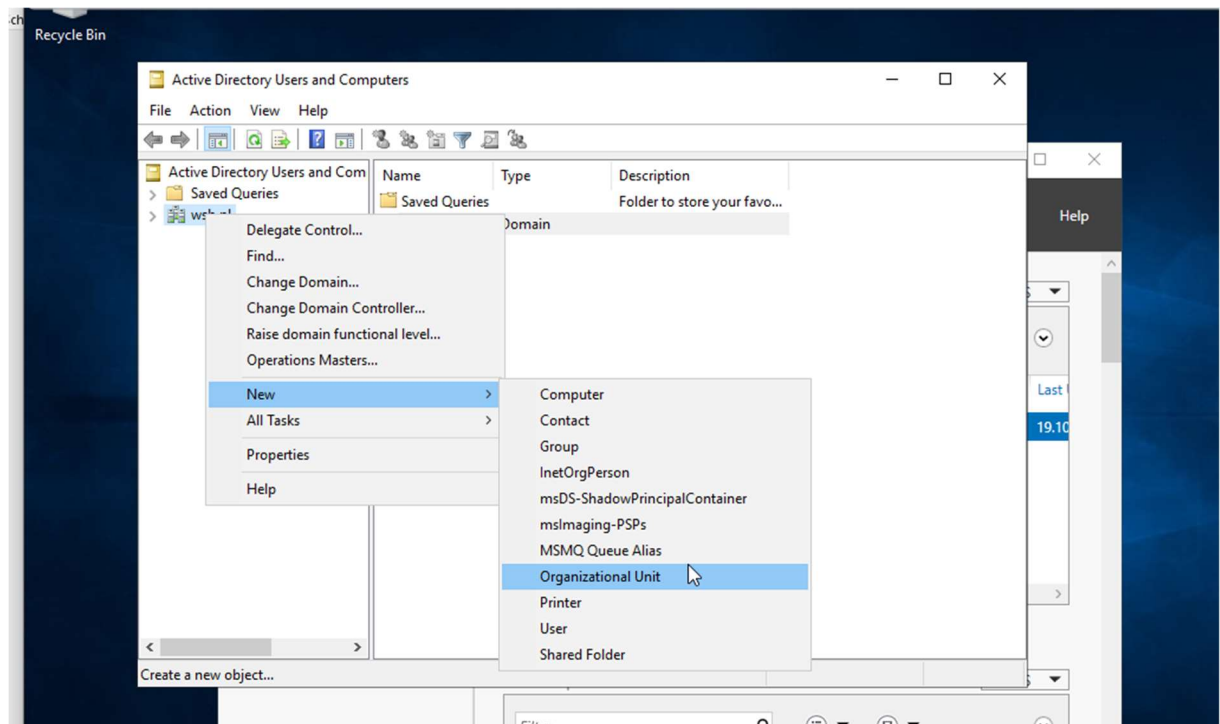 Recycle Bin
Active Directory Users and Computers
File Action View Help
Active Directory Users and Com
Name Type Description
Saved Queries
Saved Queries Folder to store your favo...
Domain
Help
Delegate Control...
Find...
Change Domain...
Change Domain Controller...
Raise domain functional level...
Operations Masters...
New
All Tasks
Properties
Help
Computer
Contact
Group
InetOrgPerson
msDS-ShadowPrincipalContainer
msImaging-PSPs
MSMQ Queue Alias
Organizational Unit
Printer
User
Shared Folder
Last
19.10
Create a new object...